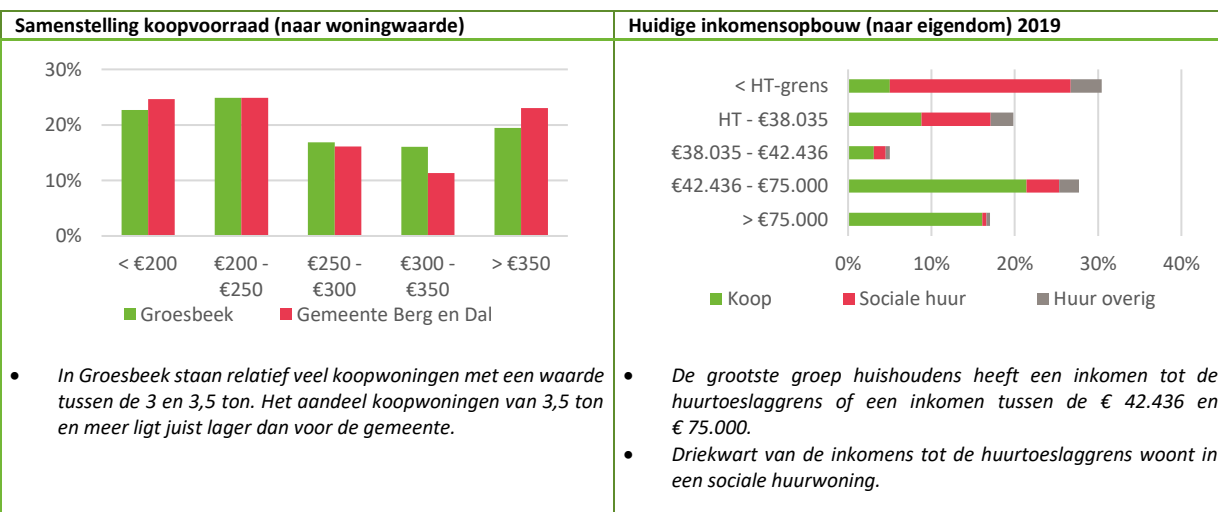 Samenstelling koopvoorraad (naar woningwaarde)
30%
20%
10%
0%
< €200
€200 -
€250
€250 -
€300
€300 -
€350
> €350
Groesbeek
Gemeente Berg en Dal
• In Groesbeek staan relatief veel koopwoningen met een waarde
tussen de 3 en 3,5 ton. Het aandeel koopwoningen van 3,5 ton
en meer ligt juist lager dan voor de gemeente.
Huidige inkomensopbouw (naar eigendom) 2019
< HT-grens
HT - €38.035
€38.035 - €42.436
€42.436 - €75.000
> €75.000
0% 10% 20% 30% 40%
Koop
Sociale huur
Huur overig
• De grootste groep huishoudens heeft een inkomen tot de
huurtoeslaggrens of een inkomen tussen de € 42.436 en
€ 75.000.
• Driekwart van de inkomens tot de huurtoeslaggrens woont in
een sociale huurwoning.